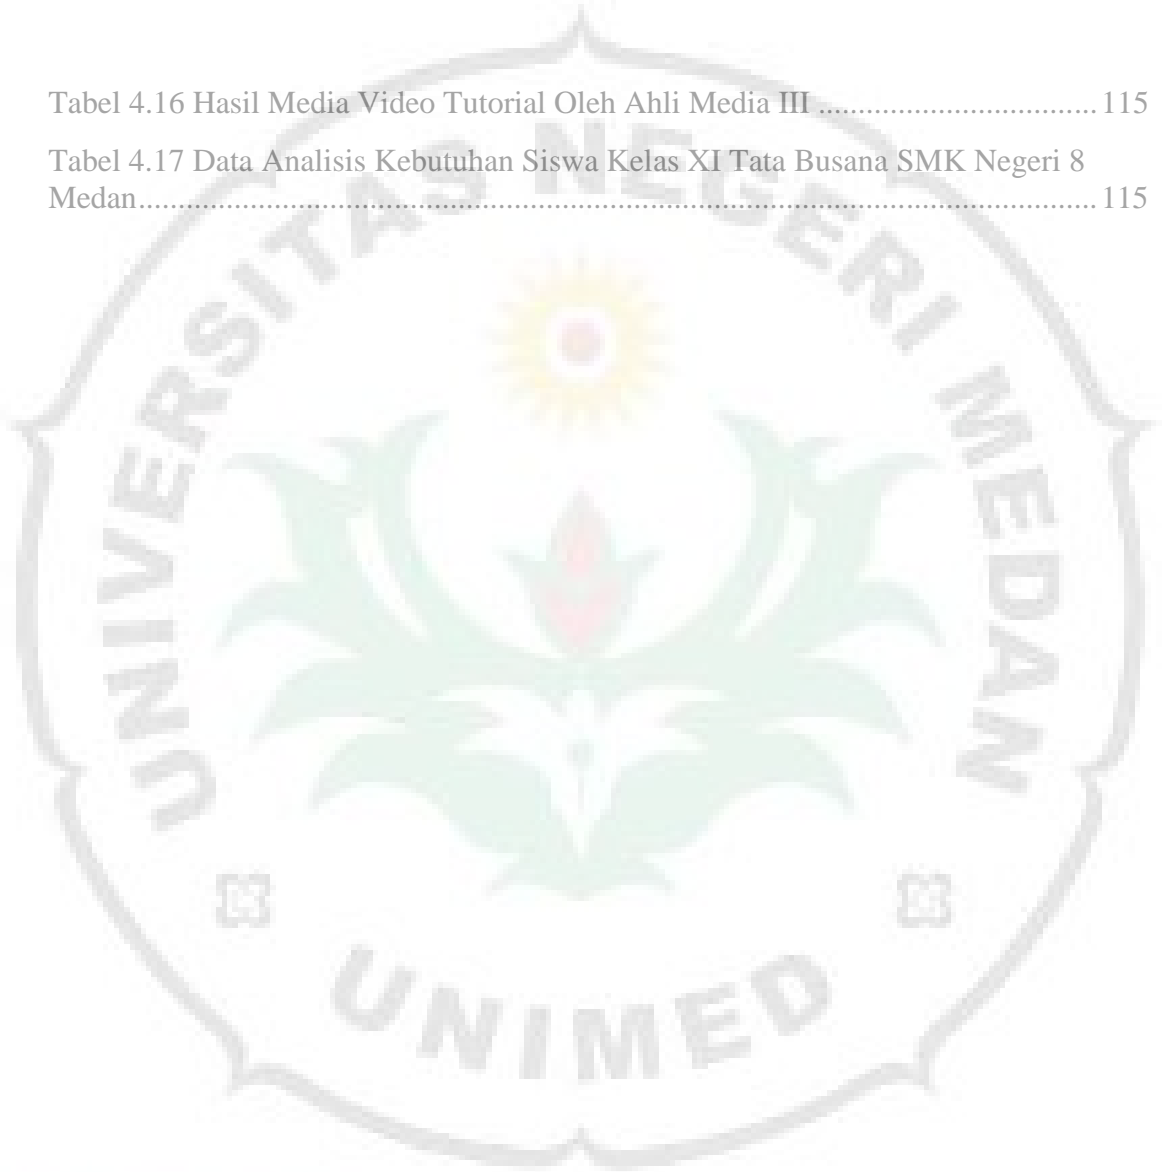 Tabel 4.16 Hasil Media Video Tutorial Oleh Ahli Media III .................................. 115
Tabel 4.17 Data Analisis Kebutuhan Siswa Kelas XI Tata Busana SMK Negeri 8
Medan.......................................................................................................................... 115
UNIVERSITAS NEGERI MEDAN
UNIMED